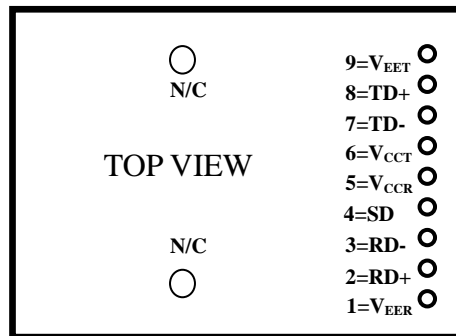 9=VEET
8=TD+
N/C
7=TD-
6=VCCT
TOP VIEW
5=VCCR
4=SD
N/C
3=RD-
2=RD+
1=VEER